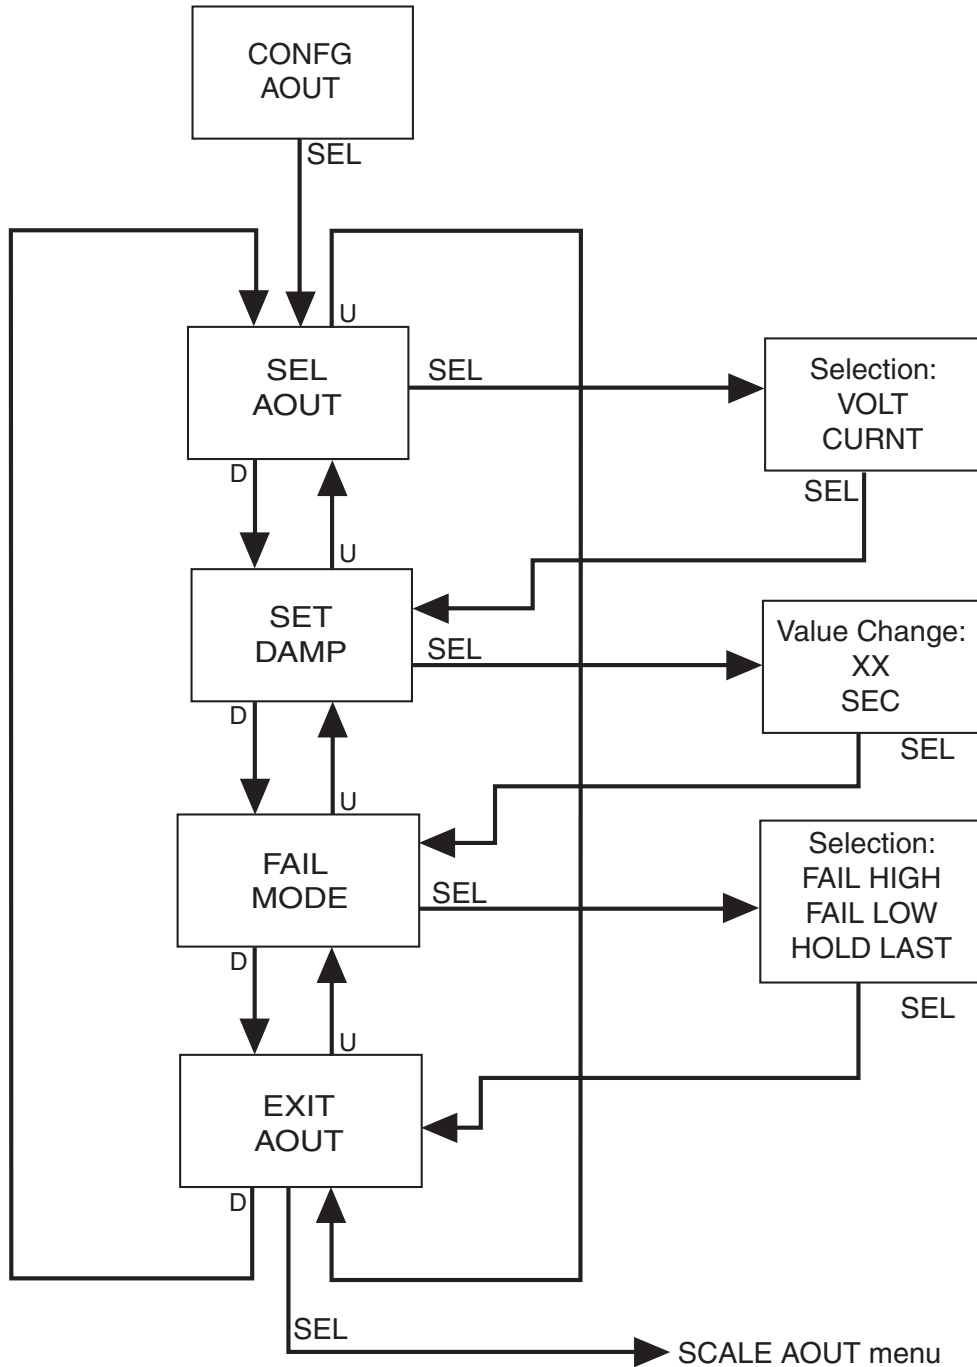 CONFG
AOUT
SEL
U
SEL
AOUT
SEL
Selection:
VOLT
CURNT
SEL
D
U
SET
DAMP
SEL
Value Change:
XX
SEC
SEL
D
U
FAIL
MODE
SEL
Selection:
FAIL HIGH
FAIL LOW
HOLD LAST
SEL
D
U
EXIT
AOUT
D
SEL
SCALE AOUT menu